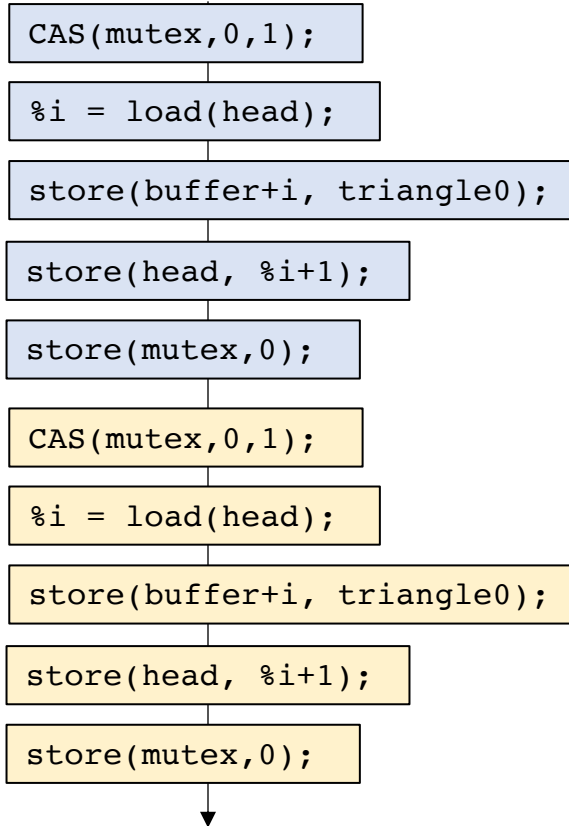 CAS(mutex,0,1);
%i = load(head);
store(buffer+i, triangle0);
store(head, %i+1);
store(mutex,0);
CAS(mutex,0,1);
%i = load(head);
store(buffer+i, triangle0);
store(head, %i+1);
store(mutex,0);